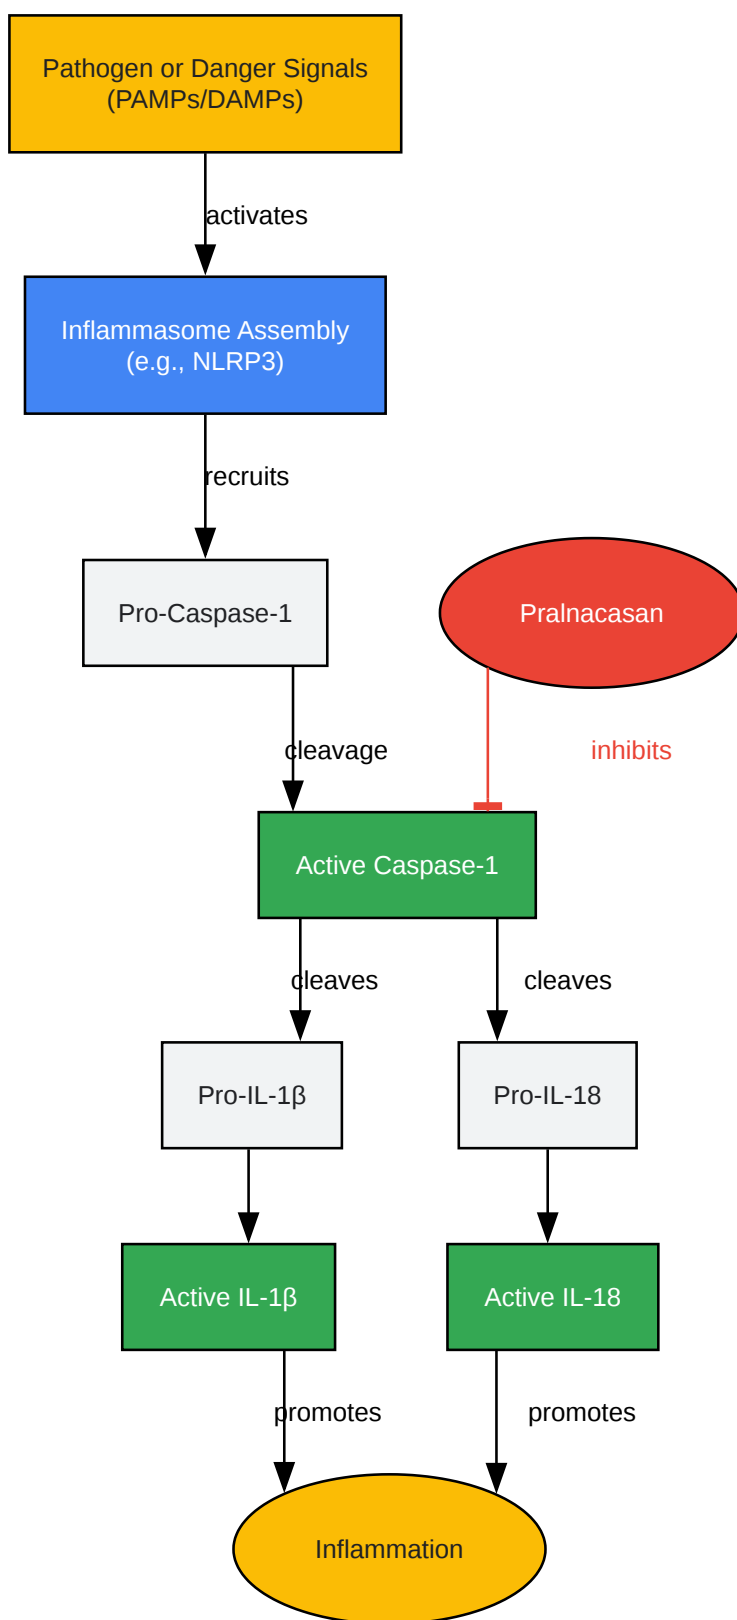 Pathogen or Danger Signals
(PAMPs/DAMPs)
activates
Inflammasome Assembly
(e.g., NLRP3)
recruits
Pro-Caspase-1
Pralnacasan
cleavage
inhibits
Active Caspase-1
cleaves
cleaves
Pro-IL-1β
Pro-IL-18
Active IL-1β
Active IL-18
promotes
promotes
Inflammation